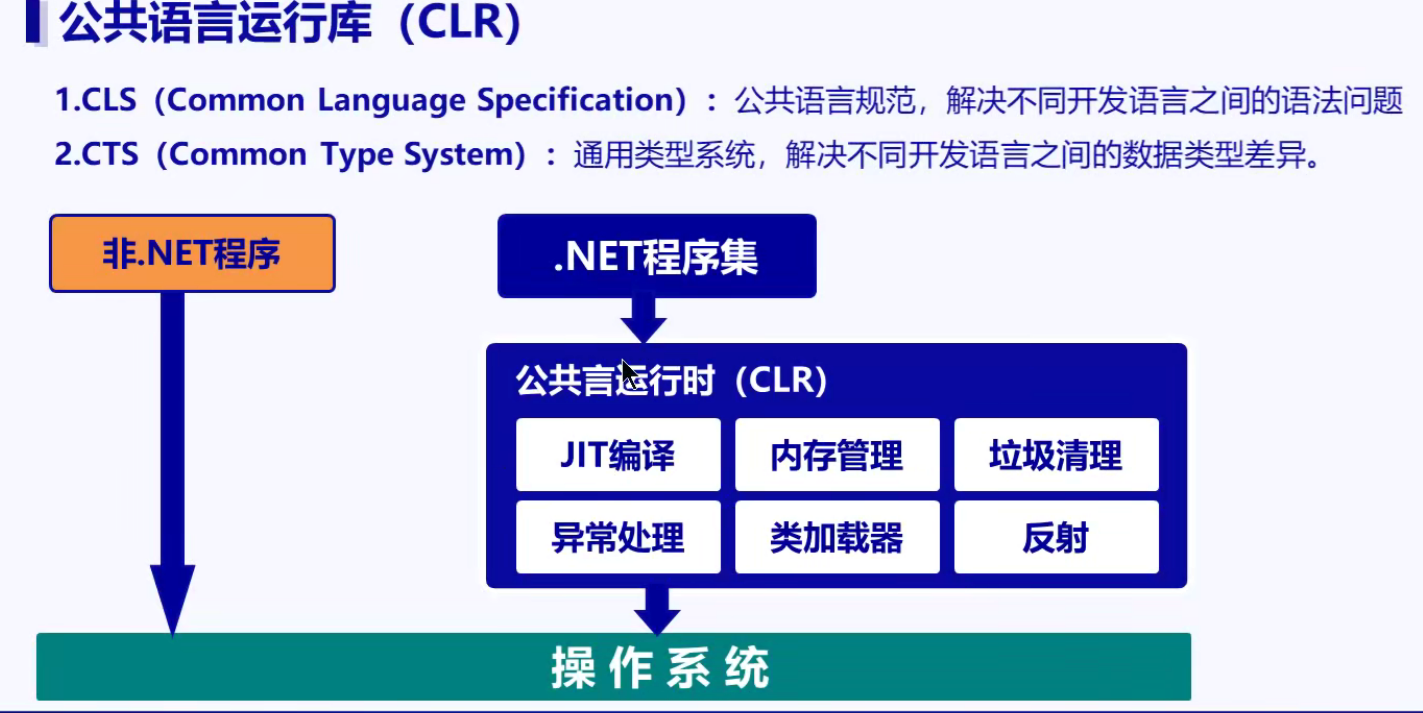 公共语言运行库（CLR）
1.CLS（Common Language Specification）：公共语言规范，解决不同开发语言之间的语法问题
2.CTS（Common Type System）：通用类型系统，解决不同开发语言之间的数据类型差异。
非.NET程序
.NET程序集
公共言运行时（CLR）
JIT编译 内存管理 垃圾清理
异常处理 类加载器 反射
操作系统